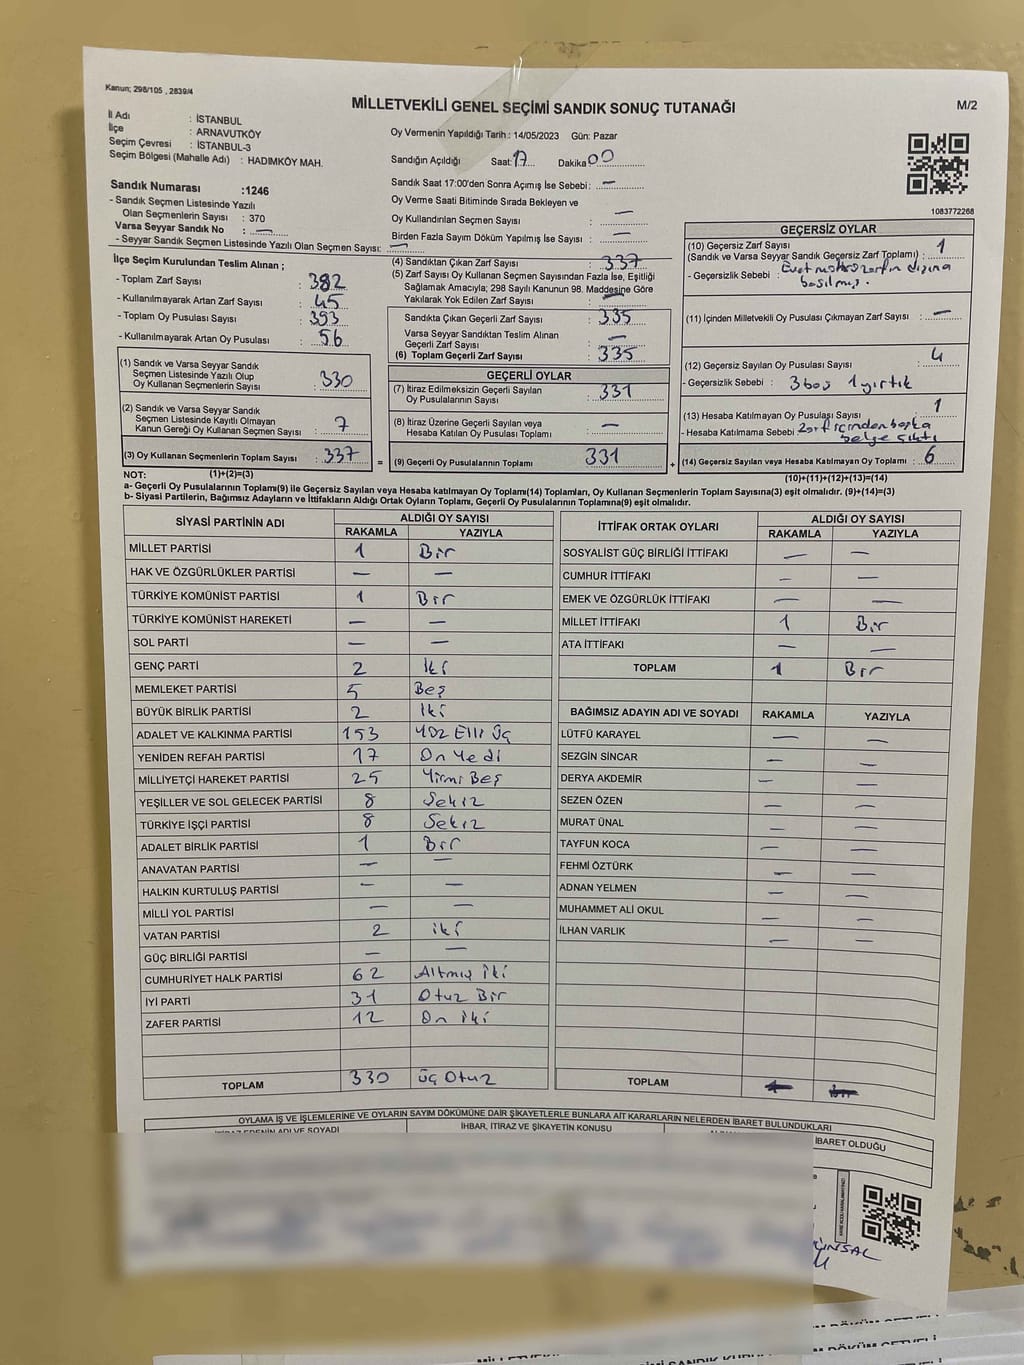 Kanun; 298/105 , 2839/4
MİLLETVEKİLİ GENEL SEÇİMİ SANDIK SONUÇ TUTANAĞI
M/2
İl Adı : İSTANBUL
İlçe : ARNAVUTKÖY
Seçim Çevresi : İSTANBUL-3
Seçim Bölgesi (Mahalle Adı) : HADIMKÖY MAH.
Sandık Numarası :1246
- Sandık Seçmen Listesinde Yazılı
Olan Seçmenlerin Sayısı : 370
Varsa Seyyar Sandık No : —
- Seyyar Sandık Seçmen Listesinde Yazılı Olan Seçmen Sayısı: —
Oy Vermenin Yapıldığı Tarih : 14/05/2023 Gün: Pazar
Sandığın Açıldığı Saat 17 Dakika 00
Sandık Saat 17:00'den Sonra Açımış İse Sebebi: —
Oy Verme Saati Bitiminde Sırada Bekleyen ve
Oy Kullandırılan Seçmen Sayısı : —
Birden Fazla Sayım Döküm Yapılmış İse Sayısı : —
1083772268
İlçe Seçim Kurulundan Teslim Alınan ;
- Toplam Zarf Sayısı : 382
- Kullanılmayarak Artan Zarf Sayısı : 45
- Toplam Oy Pusulası Sayısı : 393
- Kullanılmayarak Artan Oy Pusulası : 56
(1) Sandık ve Varsa Seyyar Sandık
Seçmen Listesinde Yazılı Olup
Oy Kullanan Seçmenlerin Sayısı : 330
(2) Sandık ve Varsa Seyyar Sandık
Seçmen Listesinde Kayıtlı Olmayan
Kanun Gereği Oy Kullanan Seçmen Sayısı : 7
(3) Oy Kullanan Seçmenlerin Toplam Sayısı : 337
(4) Sandıktan Çıkan Zarf Sayısı : 337
(5) Zarf Sayısı Oy Kullanan Seçmen Sayısından Fazla İse, Eşitliği
Sağlamak Amacıyla; 298 Sayılı Kanunun 98. Maddesine Göre
Yakılarak Yok Edilen Zarf Sayısı : —
Sandıkta Çıkan Geçerli Zarf Sayısı : 335
Varsa Seyyar Sandıktan Teslim Alınan
Geçerli Zarf Sayısı : —
(6) Toplam Geçerli Zarf Sayısı : 335
GEÇERLİ OYLAR
(7) İtiraz Edilmeksizin Geçerli Sayılan
Oy Pusulalarının Sayısı : 331
(8) İtiraz Üzerine Geçerli Sayılan veya
Hesaba Katılan Oy Pusulası Toplamı : —
= (9) Geçerli Oy Pusulalarının Toplamı : 331
GEÇERSİZ OYLAR
(10) Geçersiz Zarf Sayısı
(Sandık ve Varsa Seyyar Sandık Geçersiz Zarf Toplamı) : 1
- Geçersizlik Sebebi : Evet mührü zarfın dışına
basılmış.
(11) İçinden Milletvekili Oy Pusulası Çıkmayan Zarf Sayısı : —
(12) Geçersiz Sayılan Oy Pusulası Sayısı : 4
- Geçersizlik Sebebi : 3 boş 1 yırtık
(13) Hesaba Katılmayan Oy Pusulaşı Sayısı : 1
- Hesaba Katılmama Sebebi : Zarf içinden başka
belge çıktı
+ (14) Geçersiz Sayılan veya Hesaba Katılmayan Oy Toplamı : 6
NOT: (1)+(2)=(3)
(10)+(11)+(12)+(13)=(14)
a- Geçerli Oy Pusulalarının Toplamı(9) ile Geçersiz Sayılan veya Hesaba katılmayan Oy Toplam(14) Toplamları, Oy Kullanan Seçmenlerin Toplam Sayısına(3) eşit olmalıdır. (9)+(14)=(3)
b- Siyasi Partilerin, Bağımsız Adayların ve İttifakların Aldığı Ortak Oyların Toplamı, Geçerli Oy Pusulalarının Toplamına(9) eşit olmalıdır.
SİYASİ PARTİNİN ADI ALDIĞI OY SAYISI
RAKAMLA YAZIYLA
MİLLET PARTİSİ 1 Bir
HAK VE ÖZGÜRLÜKLER PARTİSİ — —
TÜRKİYE KOMÜNİST PARTİSİ 1 Bir
TÜRKİYE KOMÜNİST HAREKETİ — —
SOL PARTİ — —
GENÇ PARTİ 2 İki
MEMLEKET PARTİSİ 5 Beş
BÜYÜK BİRLİK PARTİSİ 2 İki
ADALET VE KALKINMA PARTİSİ 153 Yüz Elli Üç
YENİDEN REFAH PARTİSİ 17 On Yedi
MİLLİYETÇİ HAREKET PARTİSİ 25 Yirmi Beş
YEŞİLLER VE SOL GELECEK PARTİSİ 8 Sekiz
TÜRKİYE İŞÇİ PARTİSİ 8 Sekiz
ADALET BİRLİK PARTİSİ 1 Bir
ANAVATAN PARTİSİ — —
HALKIN KURTULUŞ PARTİSİ — —
MİLLİ YOL PARTİSİ — —
VATAN PARTİSİ 2 iki
GÜÇ BİRLİĞİ PARTİSİ — —
CUMHURİYET HALK PARTİSİ 62 Altmış İki
İYİ PARTİ 31 Otuz Bir
ZAFER PARTİSİ 12 On iki
TOPLAM 330 Üç Otuz
İTTİFAK ORTAK OYLARI ALDIĞI OY SAYISI
RAKAMLA YAZIYLA
SOSYALİST GÜÇ BİRLİĞİ İTTİFAKI — —
CUMHUR İTTİFAKI — —
EMEK VE ÖZGÜRLÜK İTTİFAKI — —
MİLLET İTTİFAKI 1 Bir
ATA İTTİFAKI — —
TOPLAM 1 Bir
BAĞIMSIZ ADAYIN ADI VE SOYADI RAKAMLA YAZIYLA
LÜTFÜ KARAYEL — —
SEZGİN SİNCAR — —
DERYA AKDEMİR — —
SEZEN ÖZEN — —
MURAT ÜNAL — —
TAYFUN KOCA — —
FEHMİ ÖZTÜRK — —
ADNAN YELMEN — —
MUHAMMET ALİ OKUL — —
İLHAN VARLIK — —
TOPLAM
OYLAMA İŞ VE İŞLEMLERİNE VE OYLARIN SAYIM DÖKÜMÜNE DAİR ŞİKAYETLERLE BUNLARA AİT KARARLARIN NELERDEN İBARET BULUNDUKLARI
İTİRAZ EDENİN ADI VE SOYADI İHBAR, İTİRAZ VE ŞİKAYETİN KONUSU İBARET OLDUĞU
ÜNSAL